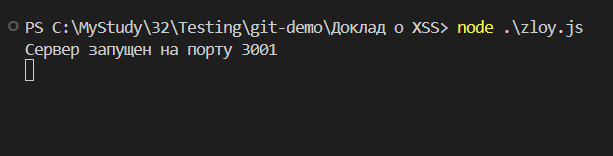 PS C:\MyStudy\32\Testing\git-demo\Доклад о XSS> node .\zloy.js
Сервер запущен на порту 3001